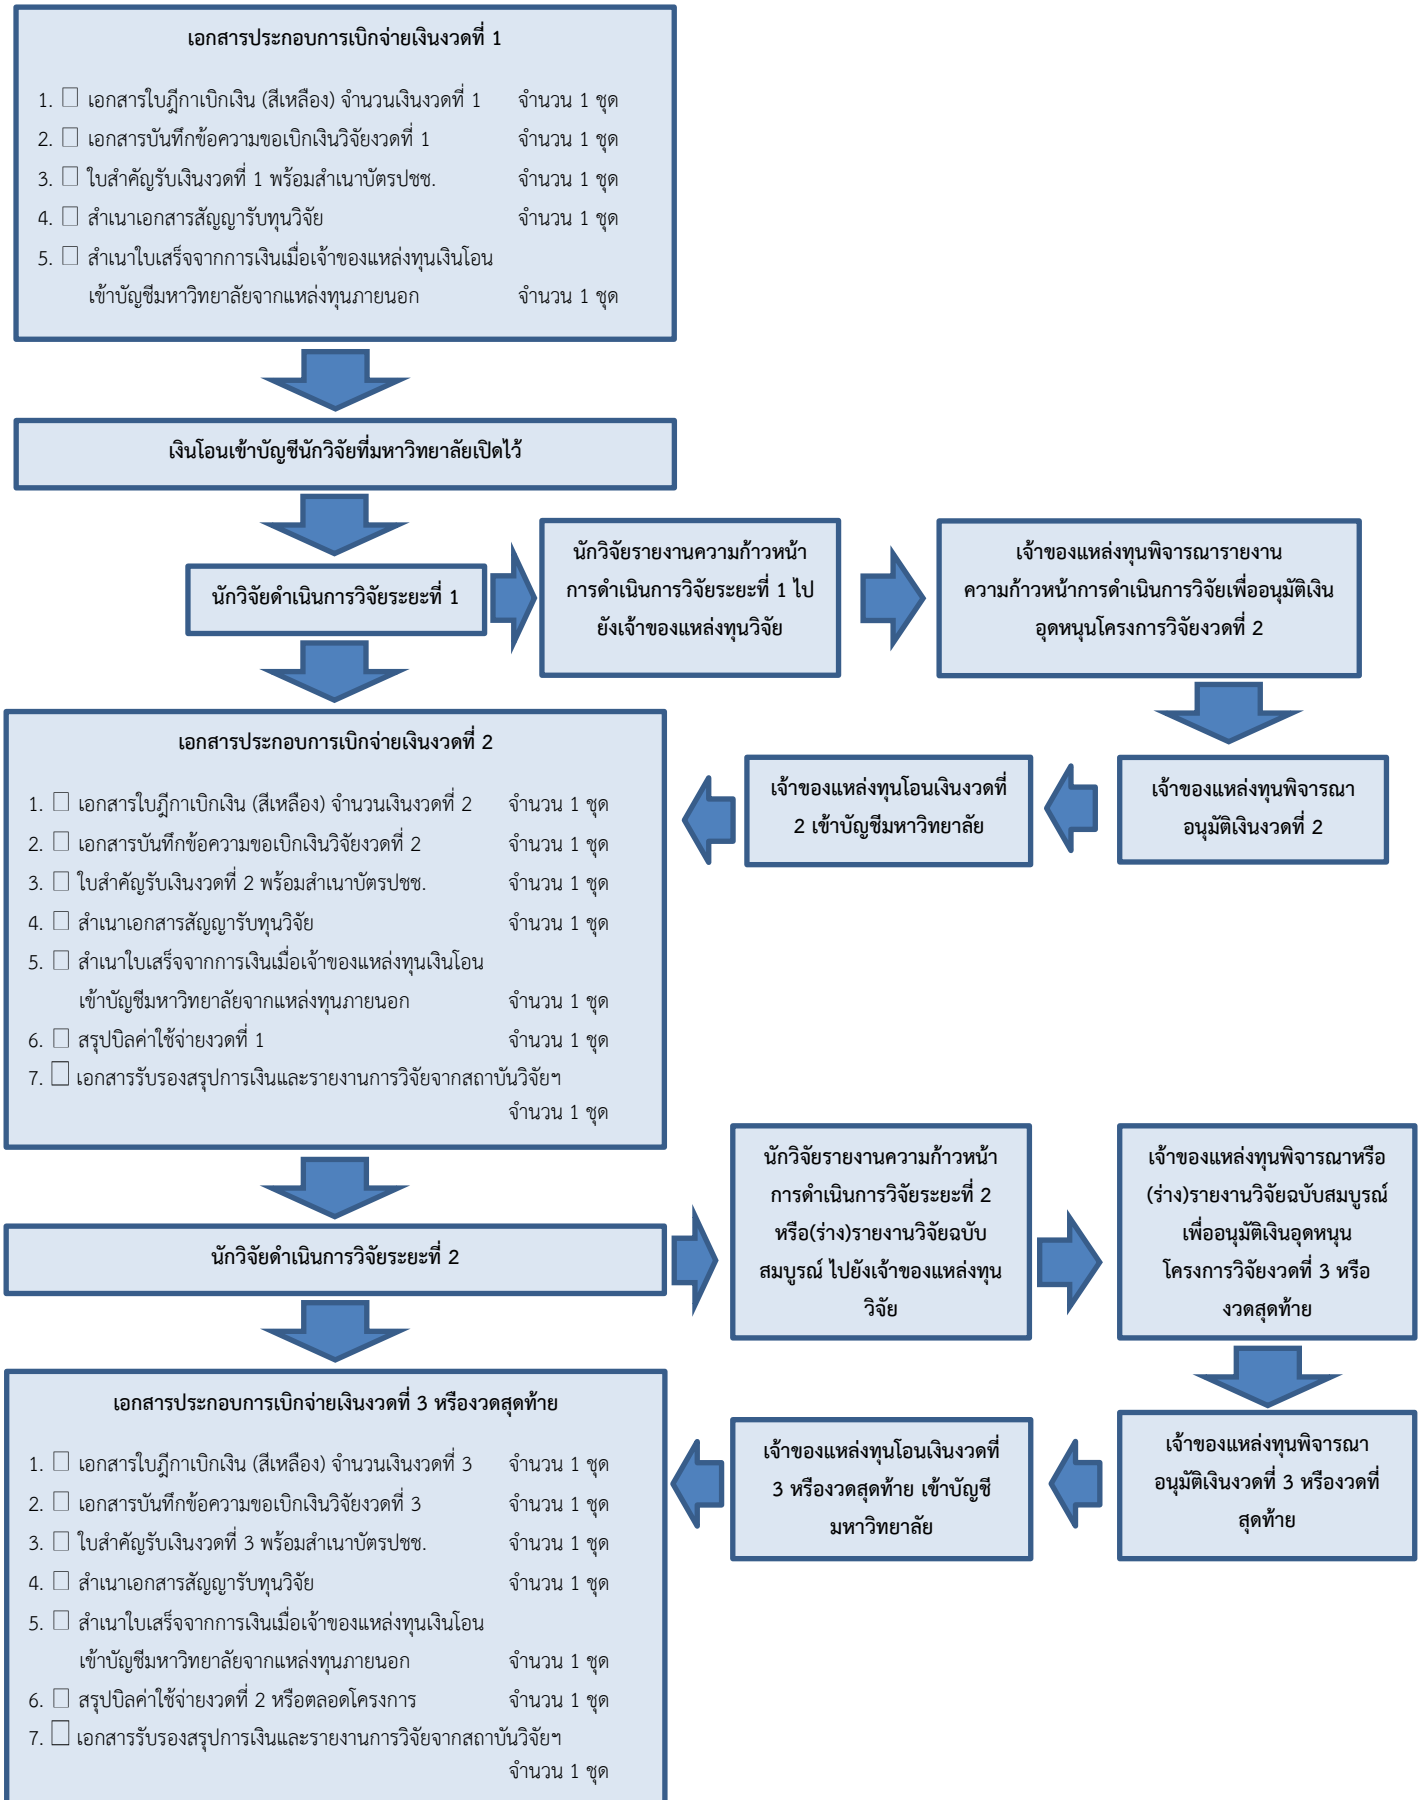 เอกสารประกอบการเบิกจ่ายเงินงวดที่ 1
1. ☐ เอกสารใบฎีกาเบิกเงิน (สีเหลือง) จำนวนเงินงวดที่ 1 จำนวน 1 ชุด
2. ☐ เอกสารบันทึกข้อความขอเบิกเงินวิจัยงวดที่ 1 จำนวน 1 ชุด
3. ☐ ใบสำคัญรับเงินงวดที่ 1 พร้อมสำเนาบัตรปชช. จำนวน 1 ชุด
4. ☐ สำเนาเอกสารสัญญารับทุนวิจัย จำนวน 1 ชุด
5. ☐ สำเนาใบเสร็จจากการเงินเมื่อเจ้าของแหล่งทุนเงินโอน
เข้าบัญชีมหาวิทยาลัยจากแหล่งทุนภายนอก จำนวน 1 ชุด
เงินโอนเข้าบัญชีนักวิจัยที่มหาวิทยาลัยเปิดไว้
นักวิจัยดำเนินการวิจัยระยะที่ 1
นักวิจัยรายงานความก้าวหน้า
การดำเนินการวิจัยระยะที่ 1 ไป
ยังเจ้าของแหล่งทุนวิจัย
เจ้าของแหล่งทุนพิจารณารายงาน
ความก้าวหน้าการดำเนินการวิจัยเพื่ออนุมัติเงิน
อุดหนุนโครงการวิจัยงวดที่ 2
เจ้าของแหล่งทุนพิจารณา
อนุมัติเงินงวดที่ 2
เจ้าของแหล่งทุนโอนเงินงวดที่
2 เข้าบัญชีมหาวิทยาลัย
เอกสารประกอบการเบิกจ่ายเงินงวดที่ 2
1. ☐ เอกสารใบฎีกาเบิกเงิน (สีเหลือง) จำนวนเงินงวดที่ 2 จำนวน 1 ชุด
2. ☐ เอกสารบันทึกข้อความขอเบิกเงินวิจัยงวดที่ 2 จำนวน 1 ชุด
3. ☐ ใบสำคัญรับเงินงวดที่ 2 พร้อมสำเนาบัตรปชช. จำนวน 1 ชุด
4. ☐ สำเนาเอกสารสัญญารับทุนวิจัย จำนวน 1 ชุด
5. ☐ สำเนาใบเสร็จจากการเงินเมื่อเจ้าของแหล่งทุนเงินโอน
เข้าบัญชีมหาวิทยาลัยจากแหล่งทุนภายนอก จำนวน 1 ชุด
6. ☐ สรุปบิลค่าใช้จ่ายงวดที่ 1 จำนวน 1 ชุด
7. ☐ เอกสารรับรองสรุปการเงินและรายงานการวิจัยจากสถาบันวิจัยฯ
จำนวน 1 ชุด
นักวิจัยดำเนินการวิจัยระยะที่ 2
นักวิจัยรายงานความก้าวหน้า
การดำเนินการวิจัยระยะที่ 2
หรือ(ร่าง)รายงานวิจัยฉบับ
สมบูรณ์ ไปยังเจ้าของแหล่งทุน
วิจัย
เจ้าของแหล่งทุนพิจารณาหรือ
(ร่าง)รายงานวิจัยฉบับสมบูรณ์
เพื่ออนุมัติเงินอุดหนุน
โครงการวิจัยงวดที่ 3 หรือ
งวดสุดท้าย
เจ้าของแหล่งทุนพิจารณา
อนุมัติเงินงวดที่ 3 หรืองวดที่
สุดท้าย
เจ้าของแหล่งทุนโอนเงินงวดที่
3 หรืองวดสุดท้าย เข้าบัญชี
มหาวิทยาลัย
เอกสารประกอบการเบิกจ่ายเงินงวดที่ 3 หรืองวดสุดท้าย
1. ☐ เอกสารใบฎีกาเบิกเงิน (สีเหลือง) จำนวนเงินงวดที่ 3 จำนวน 1 ชุด
2. ☐ เอกสารบันทึกข้อความขอเบิกเงินวิจัยงวดที่ 3 จำนวน 1 ชุด
3. ☐ ใบสำคัญรับเงินงวดที่ 3 พร้อมสำเนาบัตรปชช. จำนวน 1 ชุด
4. ☐ สำเนาเอกสารสัญญารับทุนวิจัย จำนวน 1 ชุด
5. ☐ สำเนาใบเสร็จจากการเงินเมื่อเจ้าของแหล่งทุนเงินโอน
เข้าบัญชีมหาวิทยาลัยจากแหล่งทุนภายนอก จำนวน 1 ชุด
6. ☐ สรุปบิลค่าใช้จ่ายงวดที่ 2 หรือตลอดโครงการ จำนวน 1 ชุด
7. ☐ เอกสารรับรองสรุปการเงินและรายงานการวิจัยจากสถาบันวิจัยฯ
จำนวน 1 ชุด